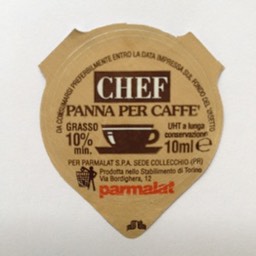 DA CONSUMARSI PREFERIBILMENTE ENTRO LA DATA IMPRESSA SUL FONDO DEL VASETTO
CHEF
PANNA PER CAFFE'
GRASSO
10%
min.
UHT a lunga
conservazione
10ml e
PER PARMALAT S.P.A. SEDE COLLECCHIO (PR)
Prodotta nello Stabilimento di Torino
Via Bordighera, 12
parmalat